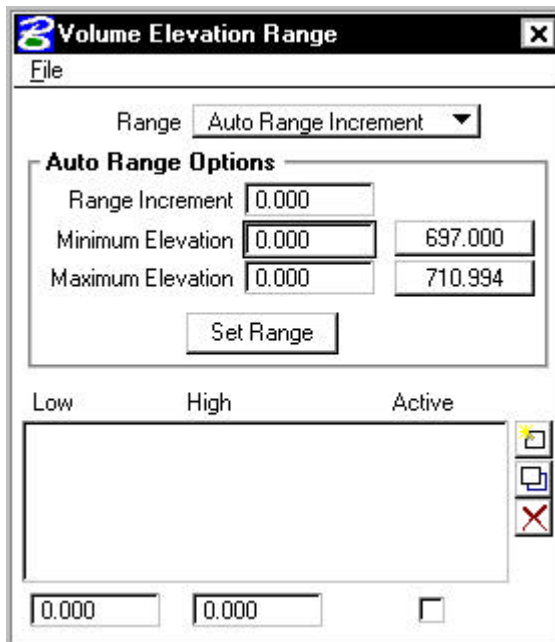 Volume Elevation Range
File
Range Auto Range Increment
Auto Range Options
Range Increment 0.000
Minimum Elevation 0.000 697.000
Maximum Elevation 0.000 710.994
Set Range
Low High Active
0.000 0.000